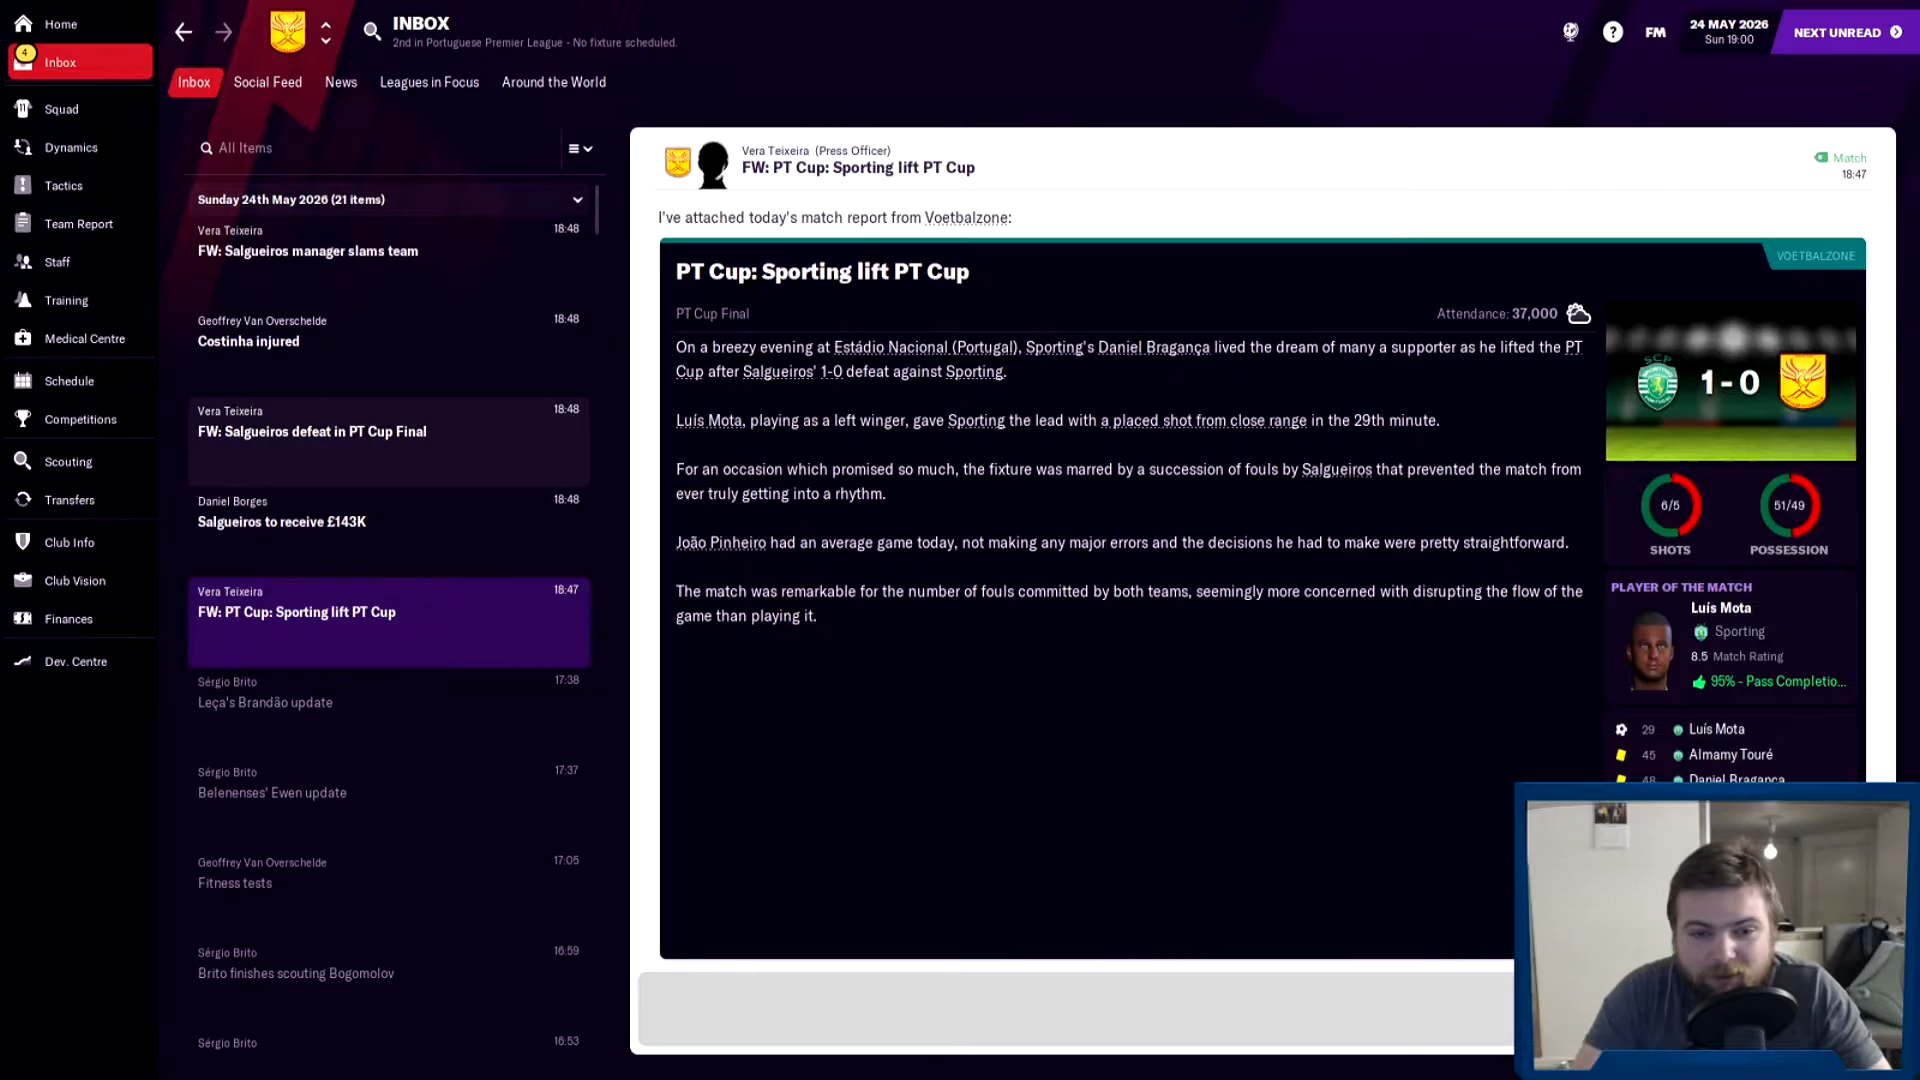 Home
4
Inbox
Squad
Dynamics
Tactics
Team Report
Staff
Training
Medical Centre
Schedule
Competitions
Scouting
Transfers
Club Info
Club Vision
Finances
Dev. Centre
INBOX
2nd in Portuguese Premier League - No fixture scheduled.
?
FM
24 MAY 2026
Sun 19:00
NEXT UNREAD
Inbox
Social Feed
News
Leagues in Focus
Around the World
All Items
Sunday 24th May 2026 (21 items)
Vera Teixeira
18:48
FW: Salgueiros manager slams team
Geoffrey Van Overschelde
18:48
Costinha injured
Vera Teixeira
18:48
FW: Salgueiros defeat in PT Cup Final
Daniel Borges
18:48
Salgueiros to receive £143K
Vera Teixeira
18:47
FW: PT Cup: Sporting lift PT Cup
Sérgio Brito
17:38
Leça's Brandão update
Sérgio Brito
17:37
Belenenses' Ewen update
Geoffrey Van Overschelde
17:05
Fitness tests
Sérgio Brito
16:59
Brito finishes scouting Bogomolov
Sérgio Brito
16:53
Vera Teixeira (Press Officer)
FW: PT Cup: Sporting lift PT Cup
Match
18:47
I've attached today's match report from Voetbalzone:
VOETBALZONE
PT Cup: Sporting lift PT Cup
PT Cup Final
Attendance: 37,000
On a breezy evening at Estádio Nacional (Portugal), Sporting's Daniel Bragança lived the dream of many a supporter as he lifted the PT
Cup after Salgueiros' 1-0 defeat against Sporting.
Luís Mota, playing as a left winger, gave Sporting the lead with a placed shot from close range in the 29th minute.
For an occasion which promised so much, the fixture was marred by a succession of fouls by Salgueiros that prevented the match from
ever truly getting into a rhythm.
João Pinheiro had an average game today, not making any major errors and the decisions he had to make were pretty straightforward.
The match was remarkable for the number of fouls committed by both teams, seemingly more concerned with disrupting the flow of the
game than playing it.
SCP
1 - 0
6/5
SHOTS
51/49
POSSESSION
PLAYER OF THE MATCH
Luís Mota
Sporting
8.5 Match Rating
95% - Pass Completio...
29 Luís Mota
45 Almamy Touré
48 Daniel Bragança